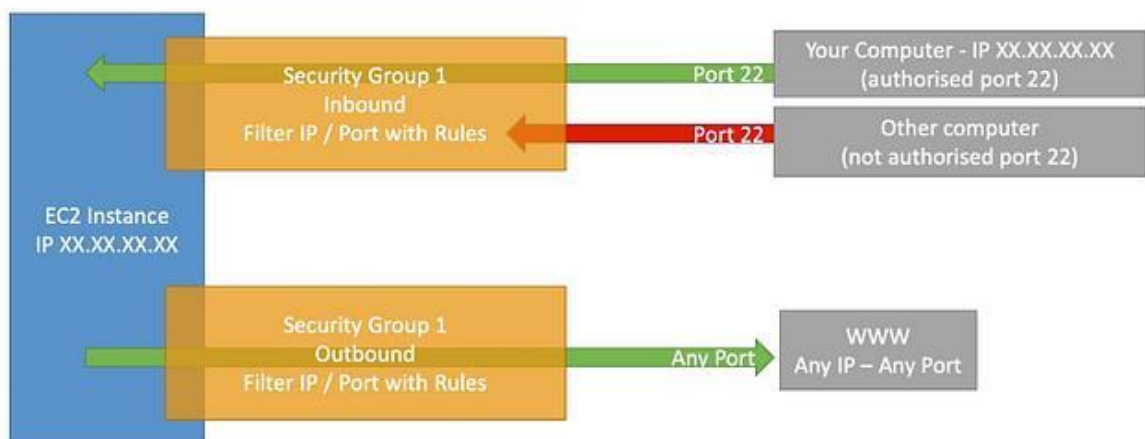 EC2 Instance
IP XX.XX.XX.XX
Security Group 1
Inbound
Filter IP / Port with Rules
Port 22
Your Computer - IP XX.XX.XX.XX
(authorised port 22)
Port 22
Other computer
(not authorised port 22)
Security Group 1
Outbound
Filter IP / Port with Rules
Any Port
WWW
Any IP – Any Port